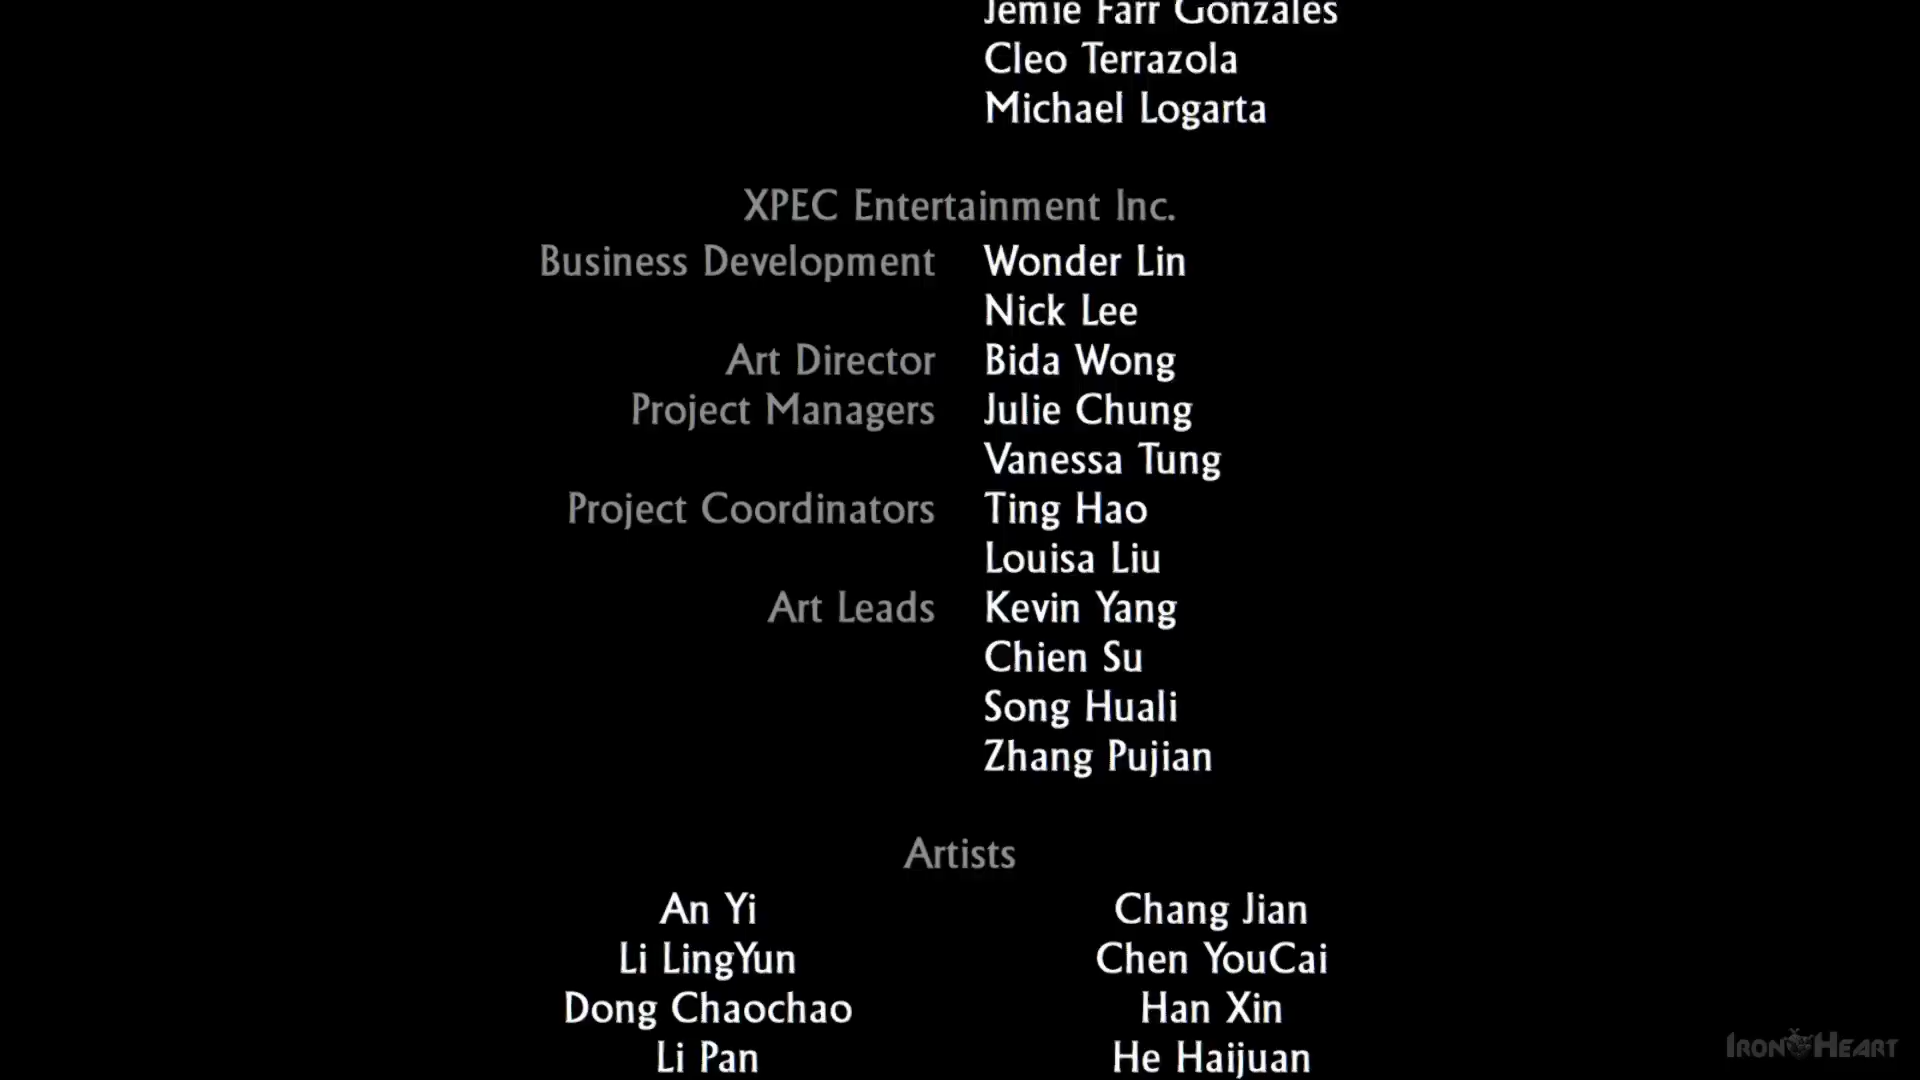 Jemie Farr Gonzales
Cleo Terrazola
Michael Logarta
XPEC Entertainment Inc.
Business Development Wonder Lin
Nick Lee
Art Director Bida Wong
Project Managers Julie Chung
Vanessa Tung
Project Coordinators Ting Hao
Louisa Liu
Art Leads Kevin Yang
Chien Su
Song Huali
Zhang Pujian
Artists
An Yi Chang Jian
Li LingYun Chen YouCai
Dong Chaochao Han Xin
Li Pan He Haijuan
IRON HEART